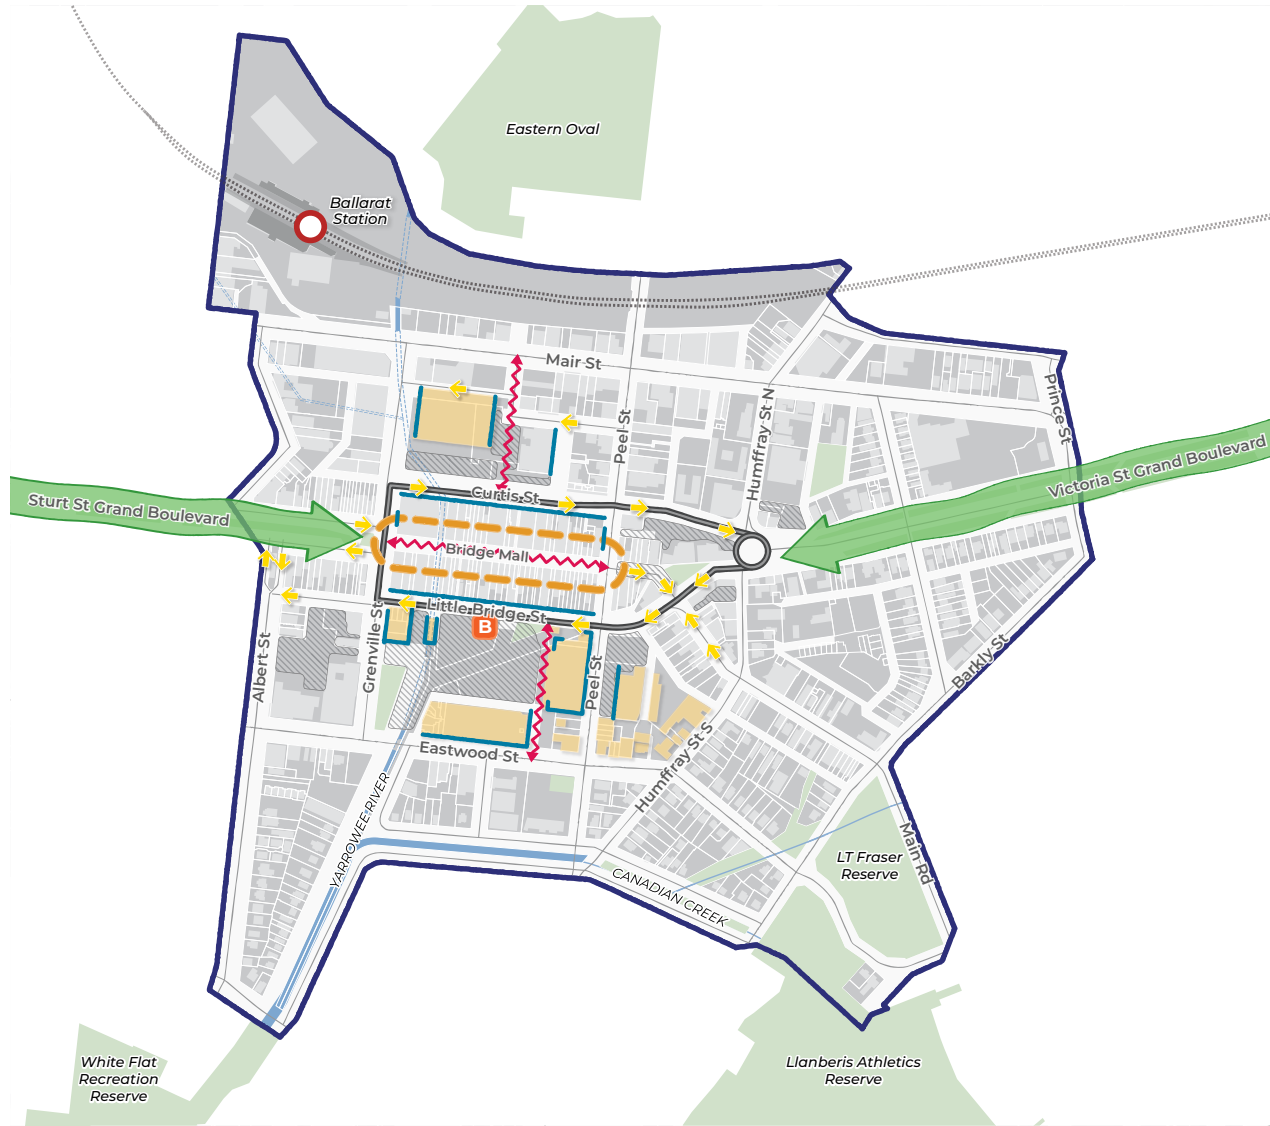 Eastern Oval
Ballarat
Station
Mair St
Prince St
Peel St
Humffray St N
Victoria St Grand Boulevard
Sturt St Grand Boulevard
Curtis St
Bridge Mall
Little Bridge St
B
Grenville St
Albert St
Peel St
Barkly St
Eastwood St
Humffray St S
YARROWEE RIVER
Main Rd
LT Fraser
Reserve
CANADIAN CREEK
White Flat
Recreation
Reserve
Llanberis Athletics
Reserve